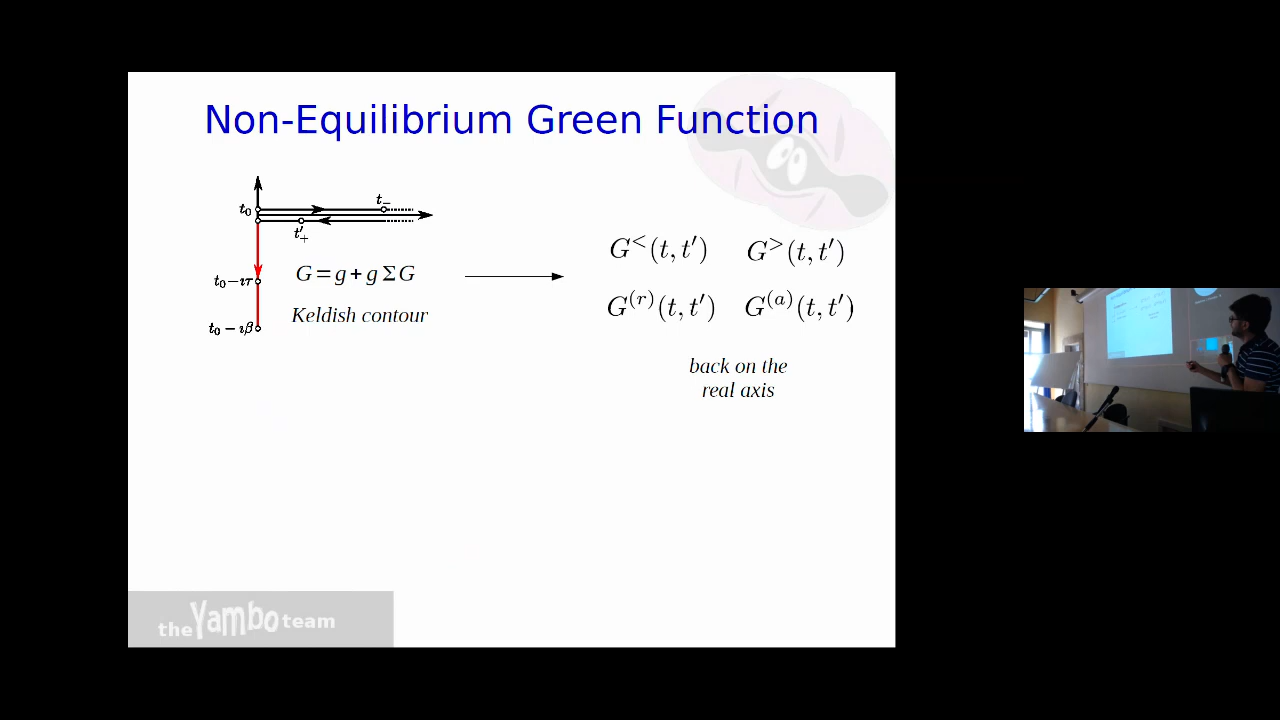 Non-Equilibrium Green Function
t₋
t₀
t′₊
G<(t, t′) G>(t, t′)
t₀−ıτ
G=g+gΣG
G(r)(t, t′) G(a)(t, t′)
Keldish contour
t₀ − ıβ
back on the
real axis
the Yambo team